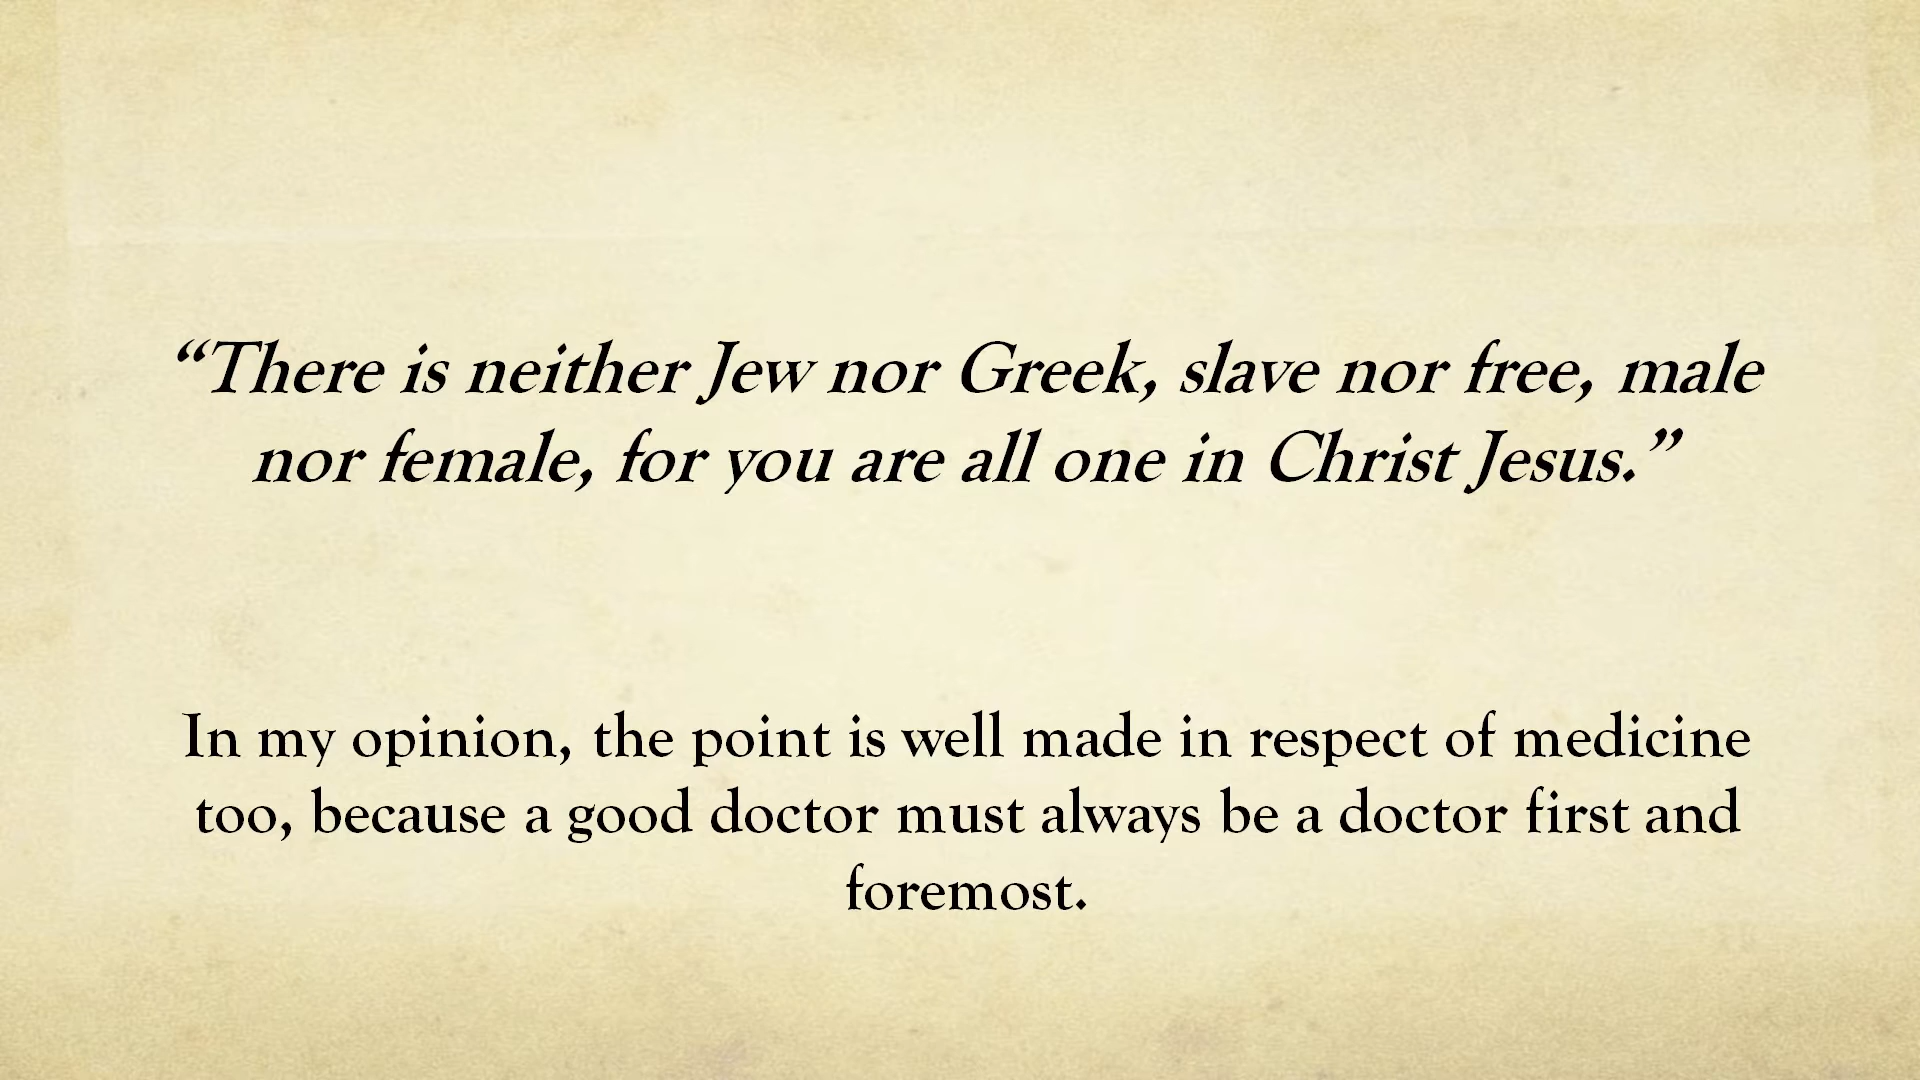 “There is neither Jew nor Greek, slave nor free, male
nor female, for you are all one in Christ Jesus.”
In my opinion, the point is well made in respect of medicine
too, because a good doctor must always be a doctor first and
foremost.